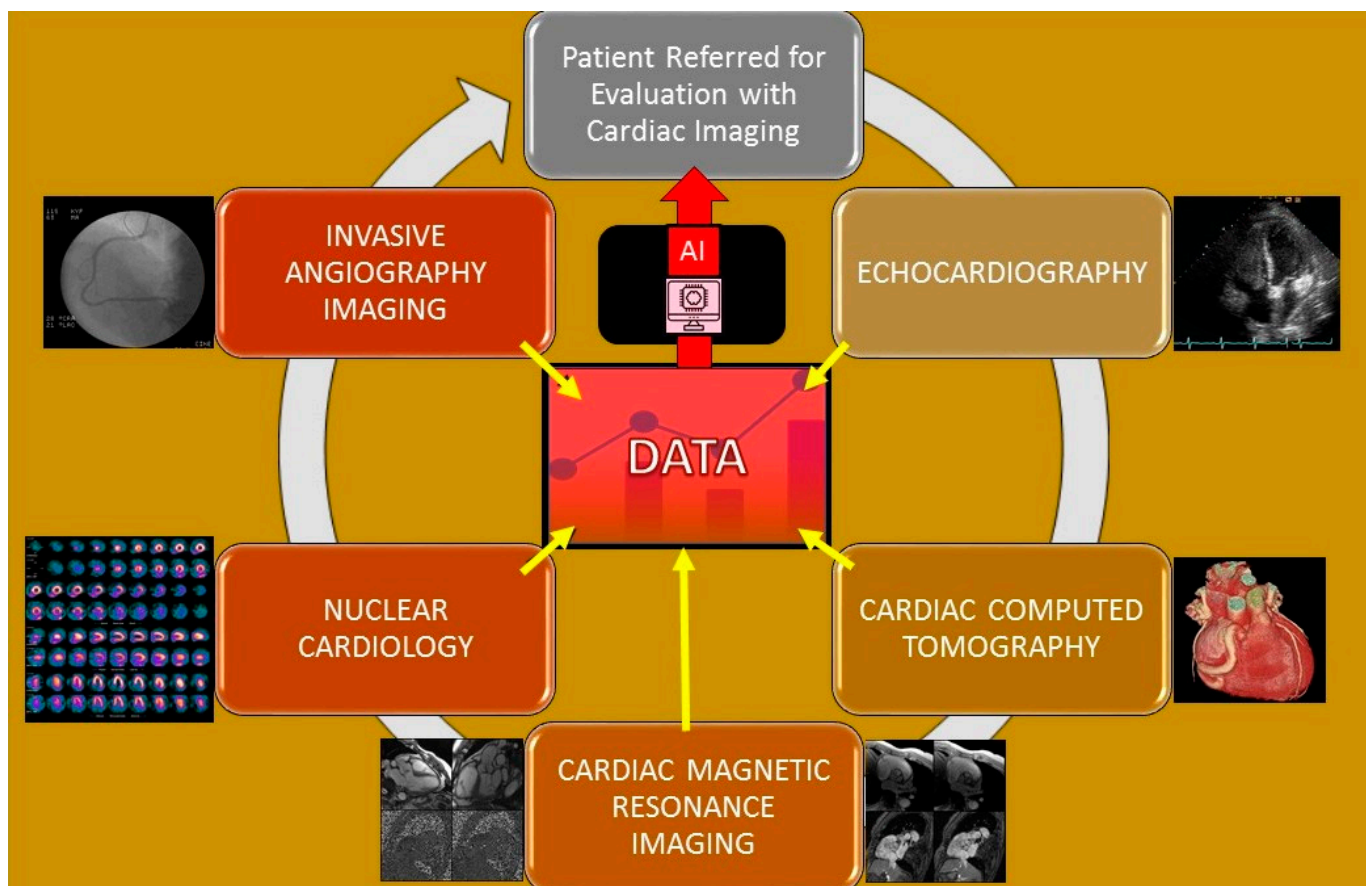 Patient Referred for
Evaluation with
Cardiac Imaging
INVASIVE
ANGIOGRAPHY
IMAGING
AI
ECHOCARDIOGRAPHY
DATA
NUCLEAR
CARDIOLOGY
CARDIAC COMPUTED
TOMOGRAPHY
CARDIAC MAGNETIC
RESONANCE
IMAGING